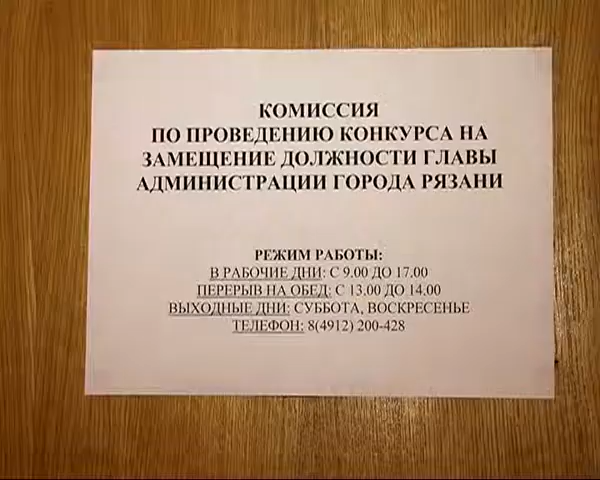 КОМИССИЯ
ПО ПРОВЕДЕНИЮ КОНКУРСА НА
ЗАМЕЩЕНИЕ ДОЛЖНОСТИ ГЛАВЫ
АДМИНИСТРАЦИИ ГОРОДА РЯЗАНИ
РЕЖИМ РАБОТЫ:
В РАБОЧИЕ ДНИ: С 9.00 ДО 17.00
ПЕРЕРЫВ НА ОБЕД: С 13.00 ДО 14.00
ВЫХОДНЫЕ ДНИ: СУББОТА, ВОСКРЕСЕНЬЕ
ТЕЛЕФОН: 8(4912) 200-428